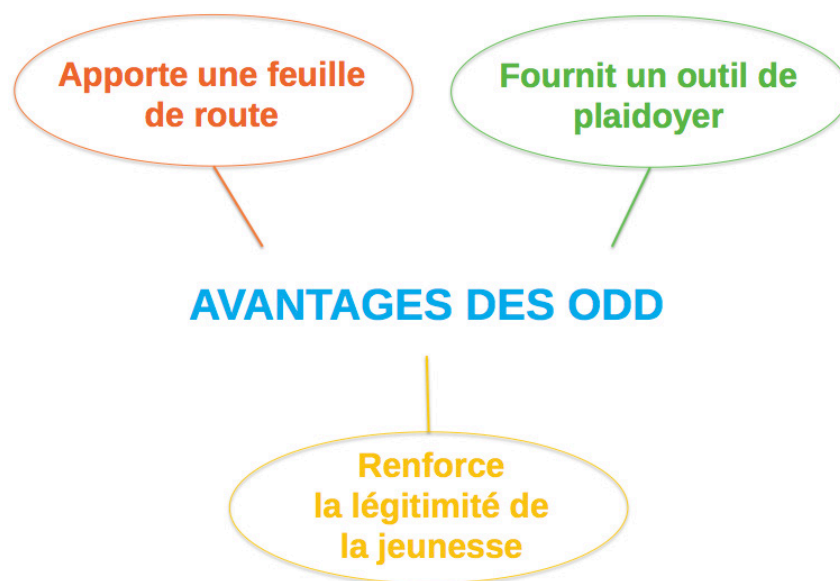 Apporte une feuille
de route
Fournit un outil de
plaidoyer
AVANTAGES DES ODD
Renforce
la légitimité de
la jeunesse